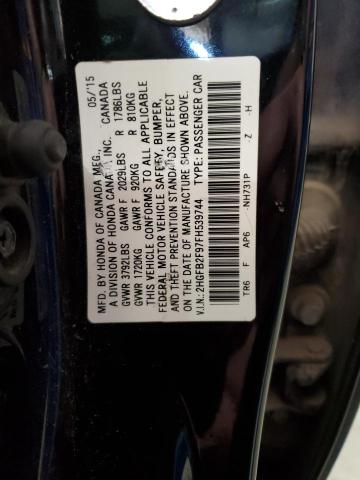 MFD. BY HONDA OF CANADA MFG. 05/15
A DIVISION OF HONDA CANADA, INC. CANADA
GVWR 3792LBS GAWR F 2029LBS R 1786LBS
GVWR 1720KG GAWR F 920KG R 810KG
THIS VEHICLE CONFORMS TO ALL APPLICABLE
FEDERAL MOTOR VEHICLE SAFETY, BUMPER,
AND THEFT PREVENTION STANDARDS IN EFFECT
ON THE DATE OF MANUFACTURE SHOWN ABOVE.
V.I.N.: 2HGFB2F97FH539744 TYPE: PASSENGER CAR
TR6 F AP6 NH731P -Z -H